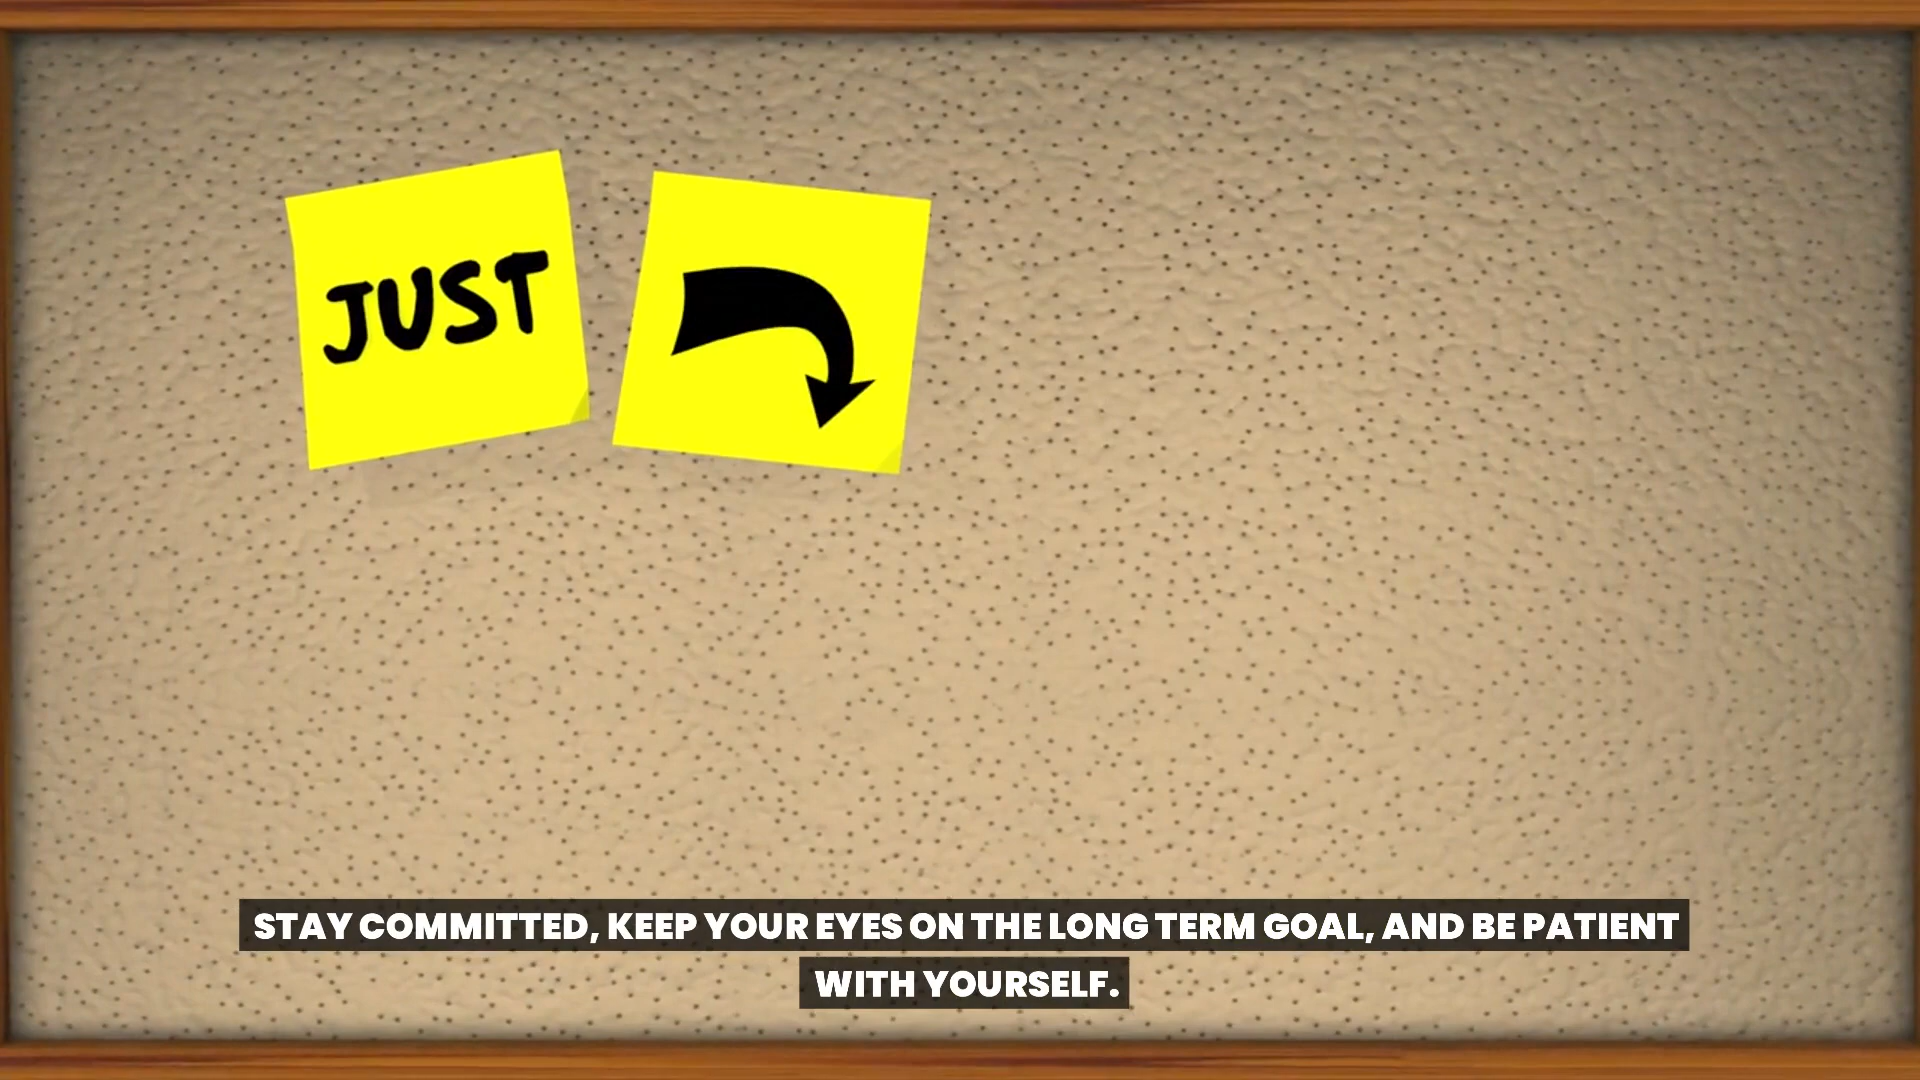 JUST
STAY COMMITTED, KEEP YOUR EYES ON THE LONG TERM GOAL, AND BE PATIENT
WITH YOURSELF.